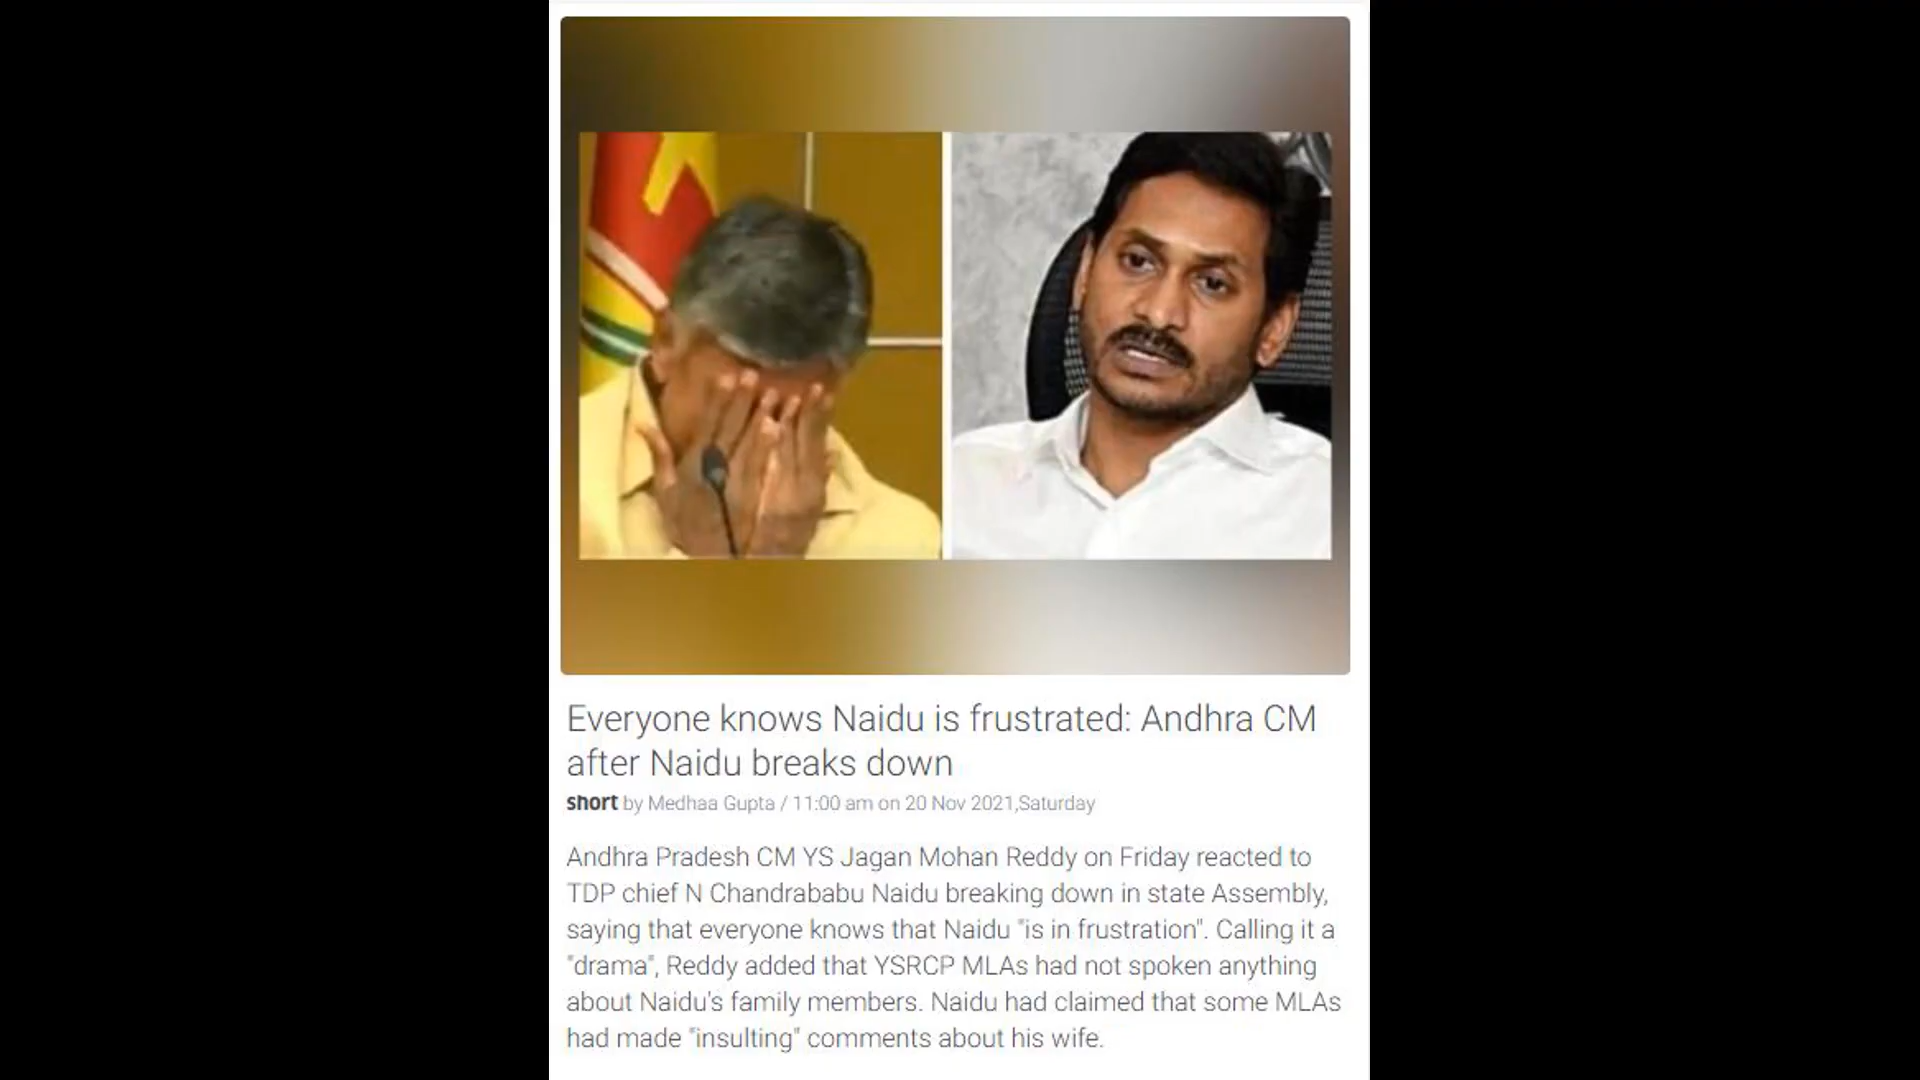 Everyone knows Naidu is frustrated: Andhra CM
after Naidu breaks down
short by Medhaa Gupta / 11:00 am on 20 Nov 2021,Saturday
Andhra Pradesh CM YS Jagan Mohan Reddy on Friday reacted to
TDP chief N Chandrababu Naidu breaking down in state Assembly,
saying that everyone knows that Naidu "is in frustration". Calling it a
"drama", Reddy added that YSRCP MLAs had not spoken anything
about Naidu's family members. Naidu had claimed that some MLAs
had made "insulting" comments about his wife.